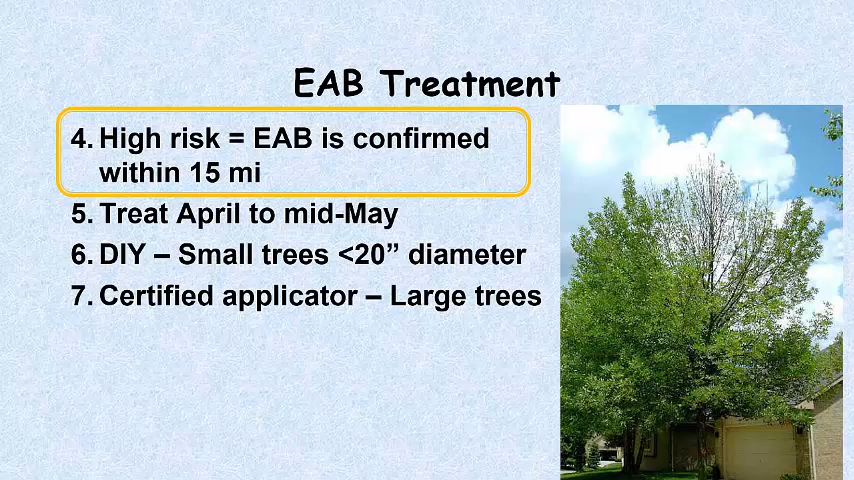 EAB Treatment
4. High risk = EAB is confirmed
within 15 mi
5. Treat April to mid-May
6. DIY – Small trees <20” diameter
7. Certified applicator – Large trees